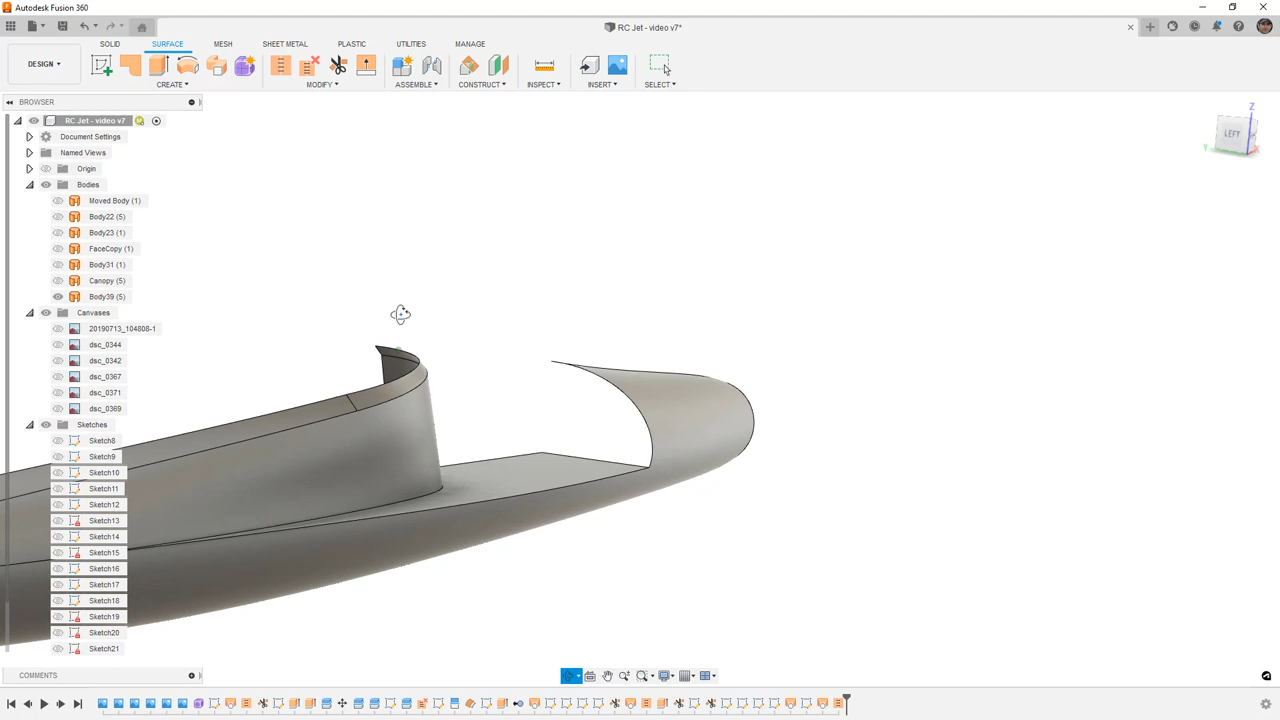 Autodesk Fusion 360
RC Jet - video v7*
DESIGN
SOLID
SURFACE
MESH
SHEET METAL
PLASTIC
UTILITIES
MANAGE
CREATE
MODIFY
ASSEMBLE
CONSTRUCT
INSPECT
INSERT
SELECT
BROWSER
RC Jet - video v7
Document Settings
Named Views
Origin
Bodies
Moved Body (1)
Body22 (5)
Body23 (1)
FaceCopy (1)
Body31 (1)
Canopy (5)
Body39 (5)
Canvases
20190713_104808-1
dsc_0344
dsc_0342
dsc_0367
dsc_0371
dsc_0369
Sketches
Sketch8
Sketch9
Sketch10
Sketch11
Sketch12
Sketch13
Sketch14
Sketch15
Sketch16
Sketch17
Sketch18
Sketch19
Sketch20
Sketch21
Z
LEFT
Y
X
COMMENTS